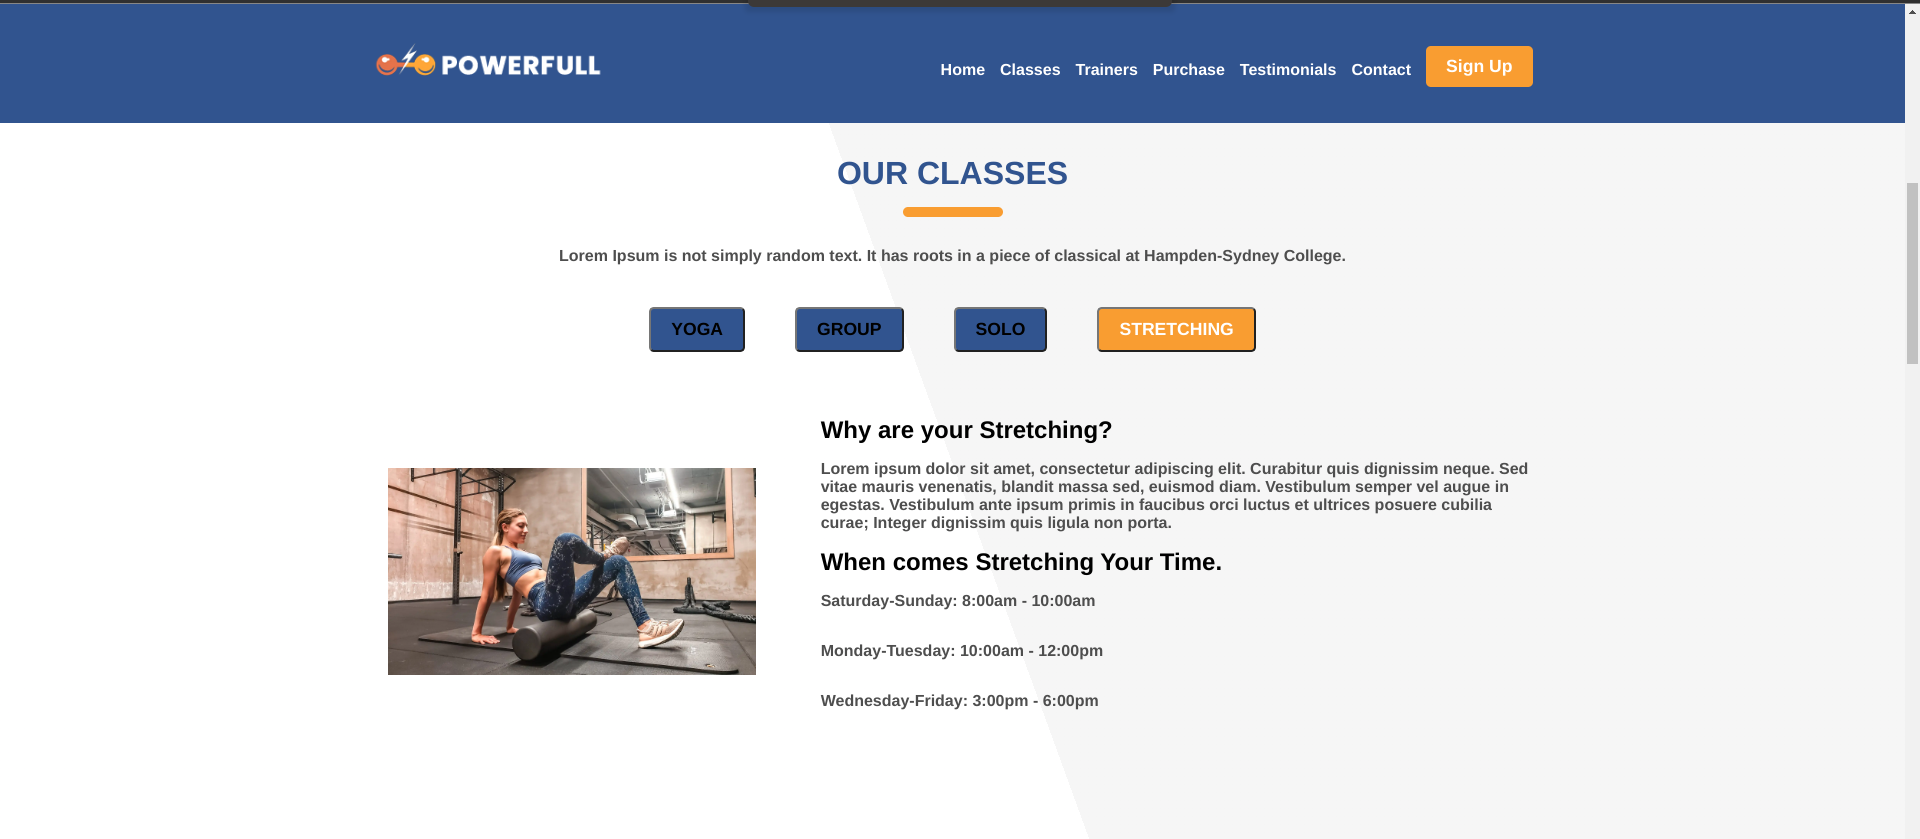 POWERFULL
Home Classes Trainers Purchase Testimonials Contact Sign Up
OUR CLASSES
Lorem Ipsum is not simply random text. It has roots in a piece of classical at Hampden-Sydney College.
YOGA GROUP SOLO STRETCHING
Why are your Stretching?
Lorem ipsum dolor sit amet, consectetur adipiscing elit. Curabitur quis dignissim neque. Sed
vitae mauris venenatis, blandit massa sed, euismod diam. Vestibulum semper vel augue in
egestas. Vestibulum ante ipsum primis in faucibus orci luctus et ultrices posuere cubilia
curae; Integer dignissim quis ligula non porta.
When comes Stretching Your Time.
Saturday-Sunday: 8:00am - 10:00am
Monday-Tuesday: 10:00am - 12:00pm
Wednesday-Friday: 3:00pm - 6:00pm